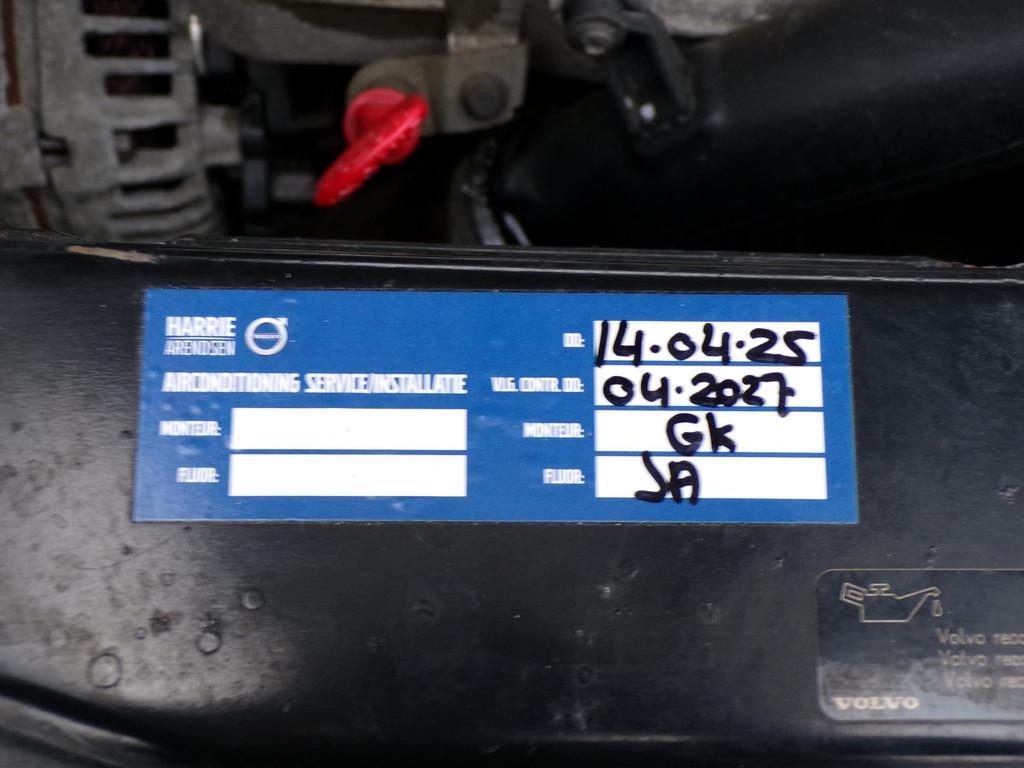 HARRIE
ARENDSEN
VOLVO
AIRCONDITIONING SERVICE/INSTALLATIE
MONTEUR:
FLUOR:
DD: 14.04.25
VLG. CONTR. DD: 04.2027
MONTEUR: Gk
FLUOR: JA
Volvo
Volvo
Volvo
VOLVO